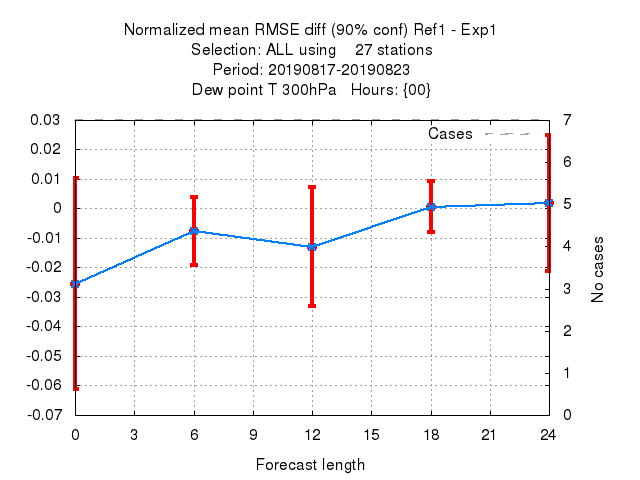 Normalized mean RMSE diff (90% conf) Ref1 - Exp1
Selection: ALL using 27 stations
Period: 20190817-20190823
Dew point T 300hPa Hours: {00}
Cases
0.03
0.02
0.01
0
-0.01
-0.02
-0.03
-0.04
-0.05
-0.06
-0.07
7
6
5
4
3
2
1
0
No cases
0 3 6 9 12 15 18 21 24
Forecast length